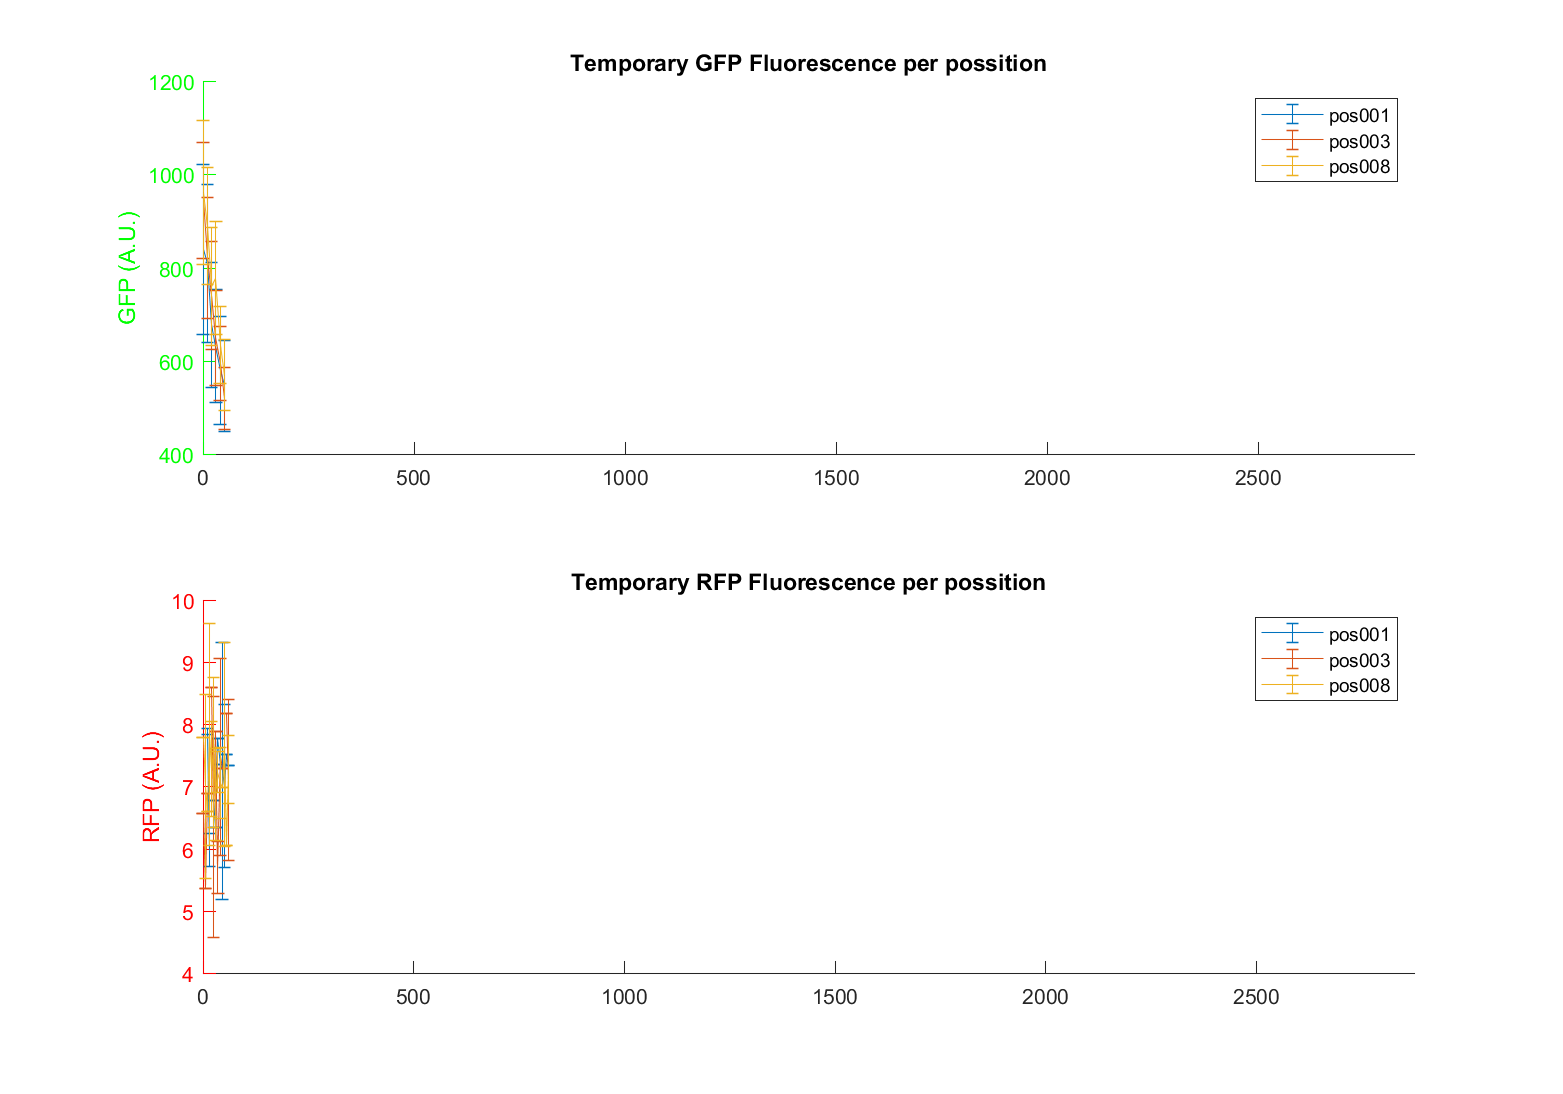 Temporary GFP Fluorescence per possition
1200
1000
800
600
400
GFP (A.U.)
pos001
pos003
pos008
0 500 1000 1500 2000 2500
Temporary RFP Fluorescence per possition
10
9
8
7
6
5
4
RFP (A.U.)
pos001
pos003
pos008
0 500 1000 1500 2000 2500